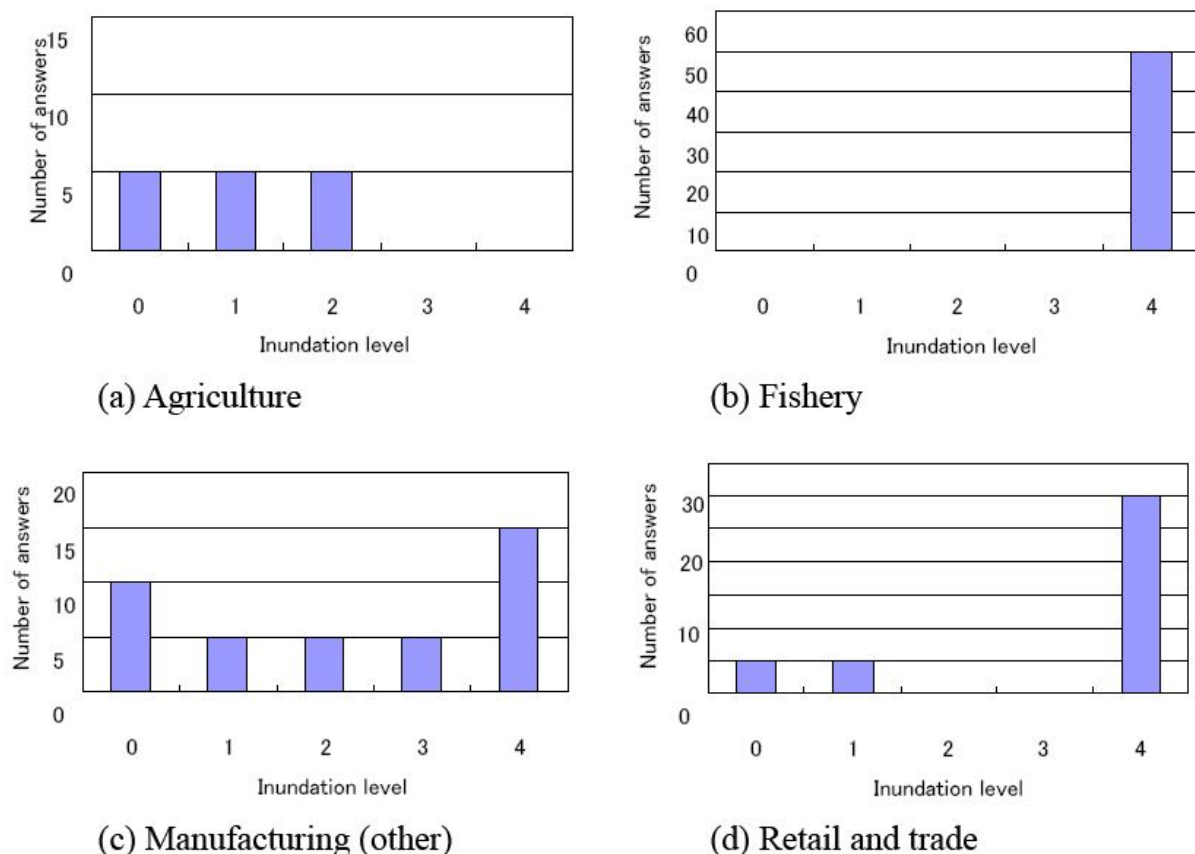 Number of answers
15
10
5
0
0 1 2 3 4
Inundation level
(a) Agriculture
Number of answers
60
50
40
30
20
10
0
0 1 2 3 4
Inundation level
(b) Fishery
Number of answers
20
15
10
5
0
0 1 2 3 4
Inundation level
(c) Manufacturing (other)
Number of answers
30
20
10
0
0 1 2 3 4
Inundation level
(d) Retail and trade